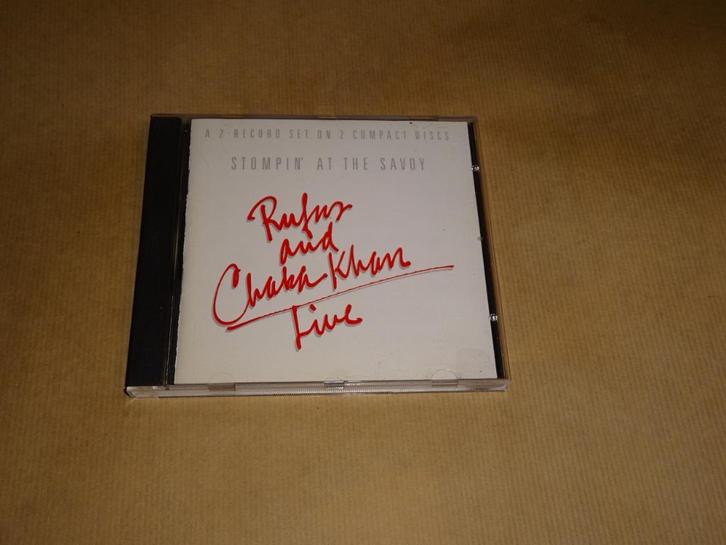 A 2-RECORD SET ON 2 COMPACT DISCS
STOMPIN' AT THE SAVOY
Rufus
and
Chaka Khan
Live